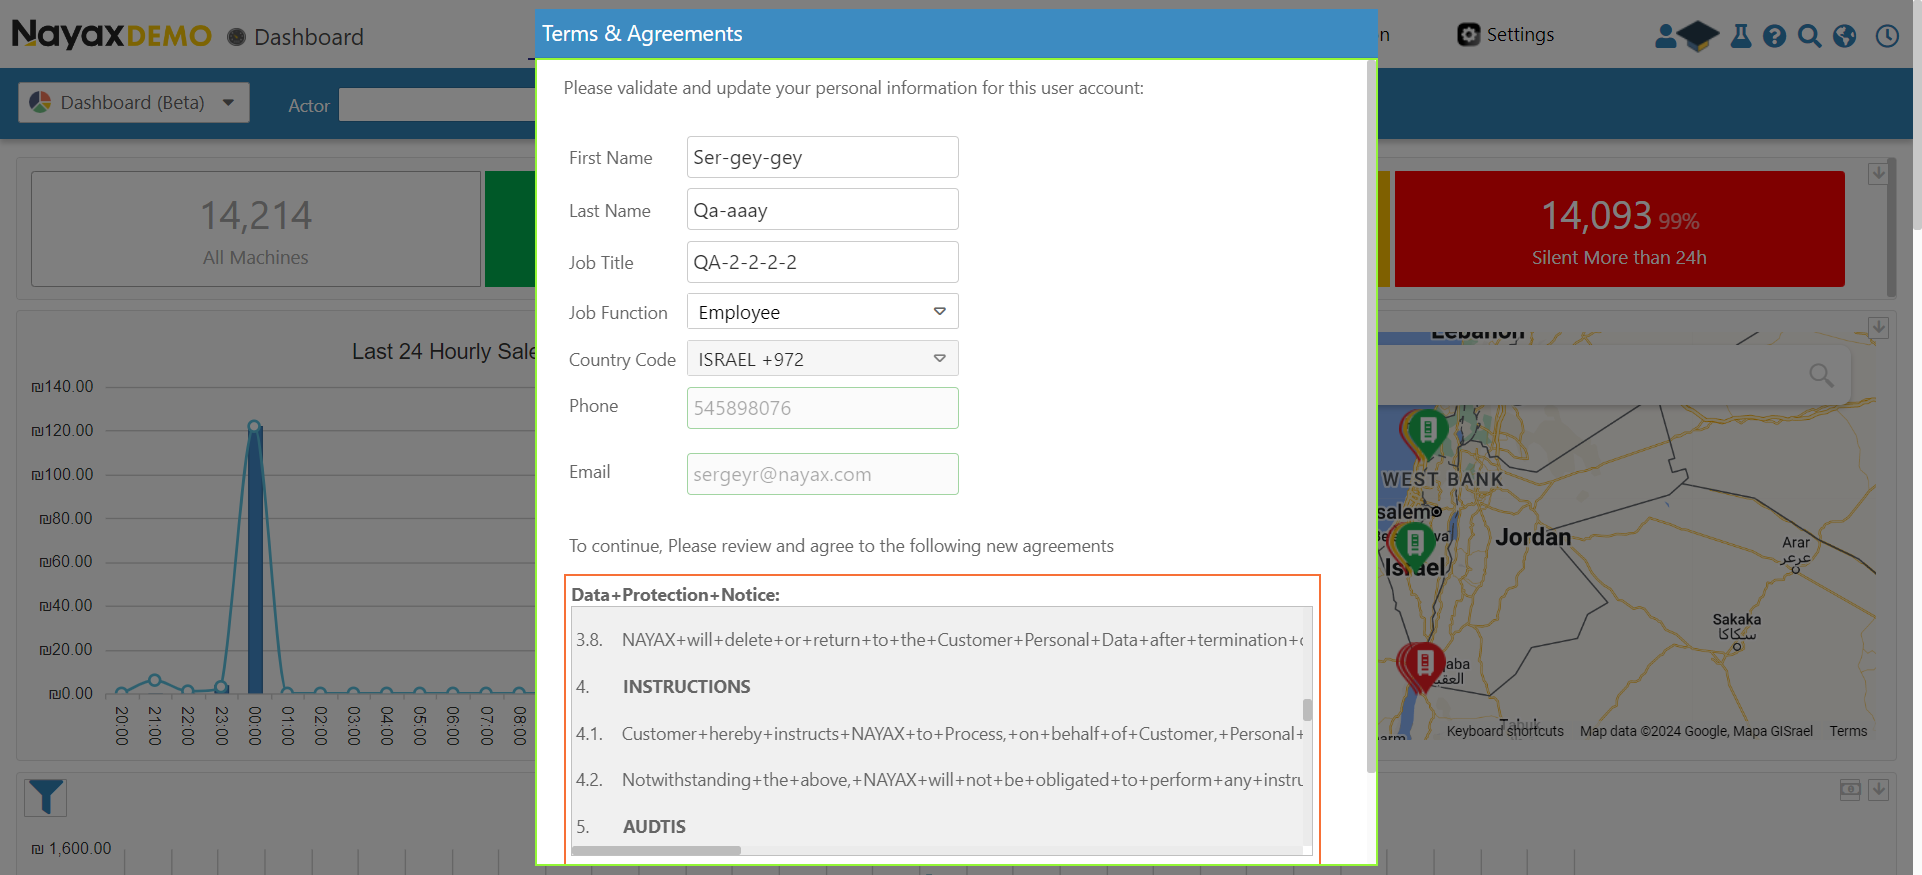 NayaxDEMO Dashboard
n
Settings
Dashboard (Beta)
Actor
Terms & Agreements
Please validate and update your personal information for this user account:
First Name Ser-gey-gey
Last Name Qa-aaay
Job Title QA-2-2-2-2
Job Function Employee
Country Code ISRAEL +972
Phone 545898076
Email sergeyr@nayax.com
To continue, Please review and agree to the following new agreements
Data+Protection+Notice:
3.8. NAYAX+will+delete+or+return+to+the+Customer+Personal+Data+after+termination+
4. INSTRUCTIONS
4.1. Customer+hereby+instructs+NAYAX+to+Process,+on+behalf+of+Customer,+Personal+
4.2. Notwithstanding+the+above,+NAYAX+will+not+be+obligated+to+perform+any+instru
5. AUDTIS
14,214
All Machines
14,093 99%
Silent More than 24h
Last 24 Hourly Sale
₪140.00
₪120.00
₪100.00
₪80.00
₪60.00
₪40.00
₪20.00
₪0.00
20:00
21:00
22:00
23:00
00:00
01:00
02:00
03:00
04:00
05:00
06:00
07:00
08:00
Lebanon
WEST BANK
salem
Jordan
Israel
Arar
عرعر
Sakaka
سكاكا
aba
العقبة
Tabuk
arm
Keyboard shortcuts
Map data ©2024 Google, Mapa GISrael
Terms
₪ 1,600.00